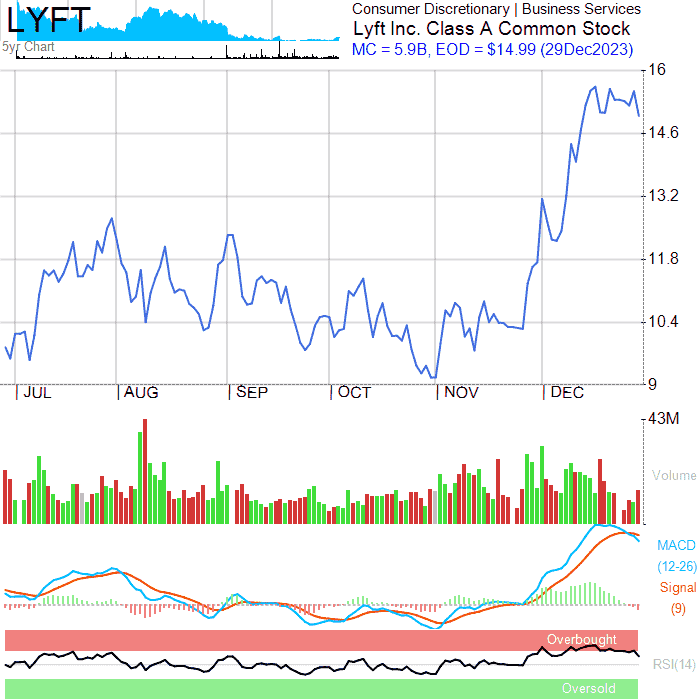 LYFT
5yr Chart
Consumer Discretionary | Business Services
Lyft Inc. Class A Common Stock
MC = 5.9B, EOD = $14.99 (29Dec2023)
16
14.6
13.2
11.8
10.4
9
JUL AUG SEP OCT NOV DEC
43M
Volume
MACD
(12-26)
Signal
(9)
Overbought
RSI(14)
Oversold